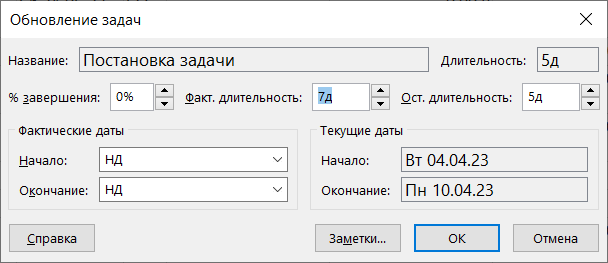 Обновление задач
Название: Постановка задачи Длительность: 5д
% завершения: 0% Факт. длительность: 7д Ост. длительность: 5д
Фактические даты
Начало: НД
Окончание: НД
Текущие даты
Начало: Вт 04.04.23
Окончание: Пн 10.04.23
Справка Заметки... ОК Отмена